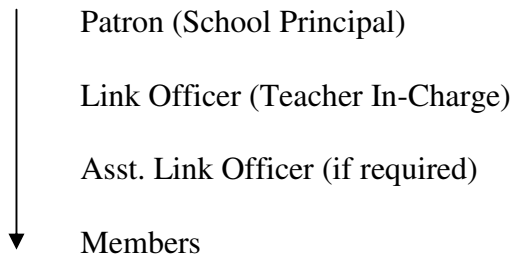 Patron (School Principal)
Link Officer (Teacher In-Charge)
Asst. Link Officer (if required)
Members